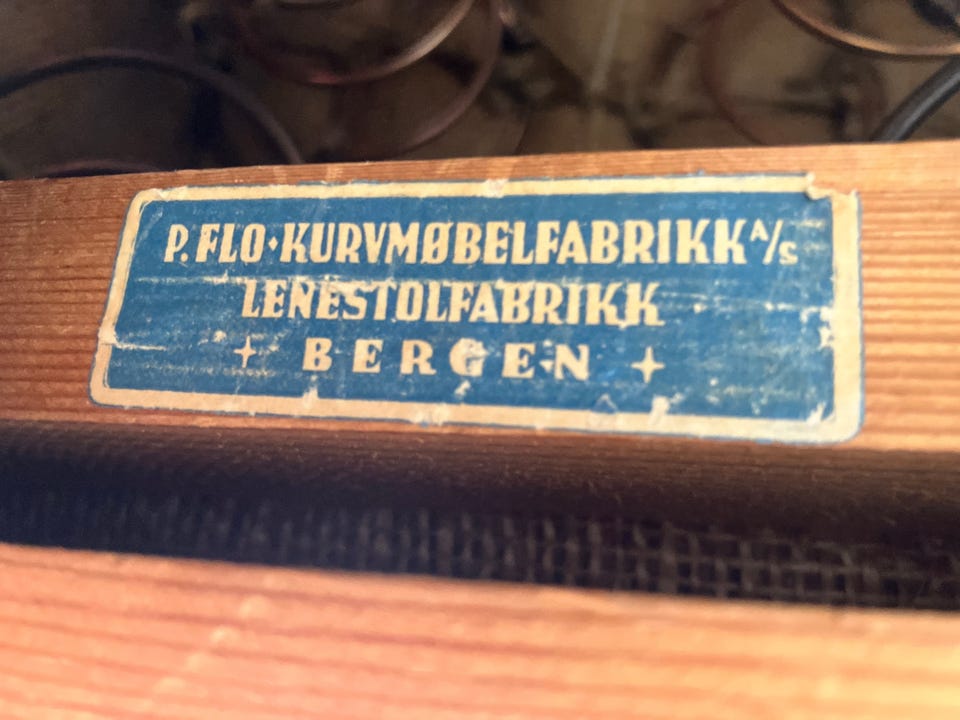 P. FLO · KURVMØBELFABRIKK A/S
LENESTOLFABRIKK
BERGEN